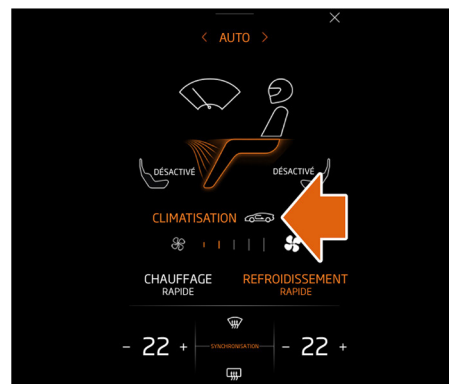 < AUTO >
DÉSACTIVÉ DÉSACTIVÉ
CLIMATISATION
CHAUFFAGE REFROIDISSEMENT
RAPIDE RAPIDE
- 22 + SYNCHRONISATION - 22 +